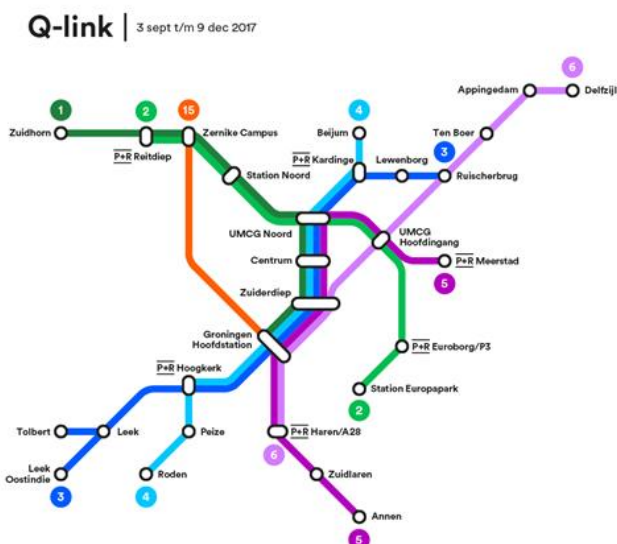 Q-link | 3 sept t/m 9 dec 2017
6
Appingedam
Delfzijl
1
2
15
4
Zuidhorn
Zernike Campus
Beijum
Ten Boer
3
P+R Reitdiep
P+R Kardinge
Lewenborg
Station Noord
Ruischerbrug
UMCG Noord
UMCG
Hoofdingang
Centrum
P+R Meerstad
5
Zuiderdiep
Groningen
Hoofdstation
P+R Euroborg/P3
P+R Hoogkerk
Station Europapark
2
Tolbert
Leek
Peize
P+R Haren/A28
6
Leek
Oostindie
Roden
Zuidlaren
3
4
Annen
5